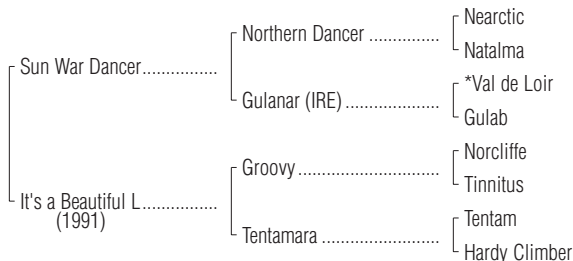 Nearctic
Northern Dancer ...............
Natalma
Sun War Dancer................
*Val de Loir
Gulanar (IRE) ....................
Gulab
Norcliffe
Groovy ..............................
Tinnitus
It's a Beautiful L................
(1991)
Tentam
Tentamara .........................
Hardy Climber